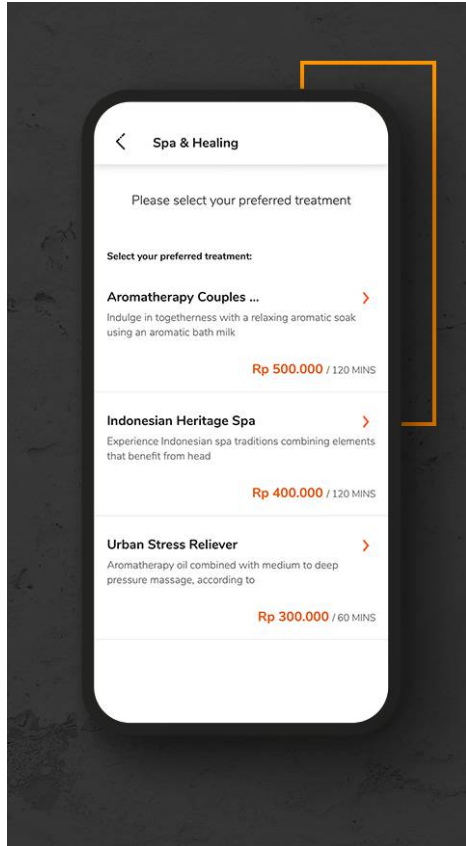 Spa & Healing
Please select your preferred treatment
Select your preferred treatment:
Aromatherapy Couples ...
Indulge in togetherness with a relaxing aromatic soak
using an aromatic bath milk
Rp 500.000 / 120 MINS
Indonesian Heritage Spa
Experience Indonesian spa traditions combining elements
that benefit from head
Rp 400.000 / 120 MINS
Urban Stress Reliever
Aromatherapy oil combined with medium to deep
pressure massage, according to
Rp 300.000 / 60 MINS